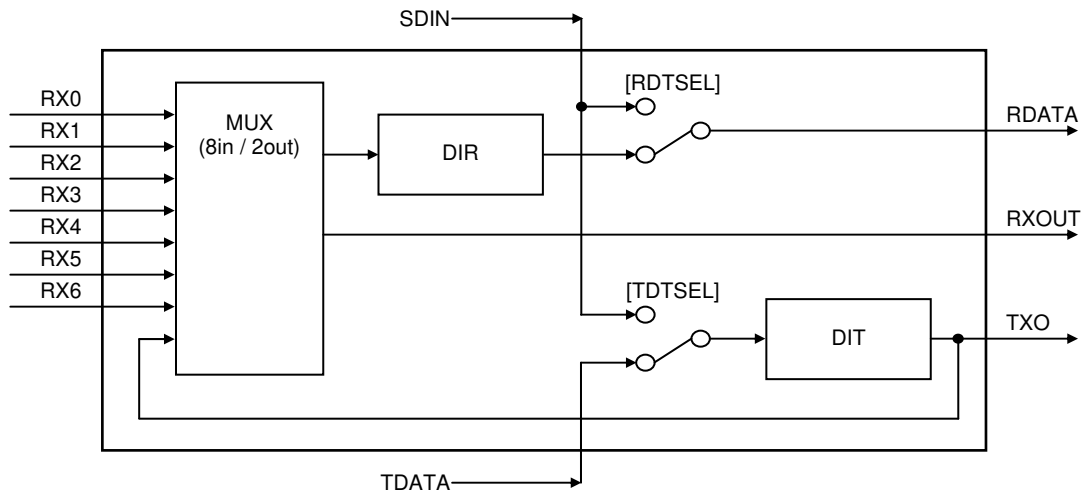 SDIN
[RDTSEL]
RX0
RX1
RX2
RX3
RX4
RX5
RX6
MUX
(8in / 2out)
DIR
RDATA
RXOUT
[TDTSEL]
DIT
TXO
TDATA